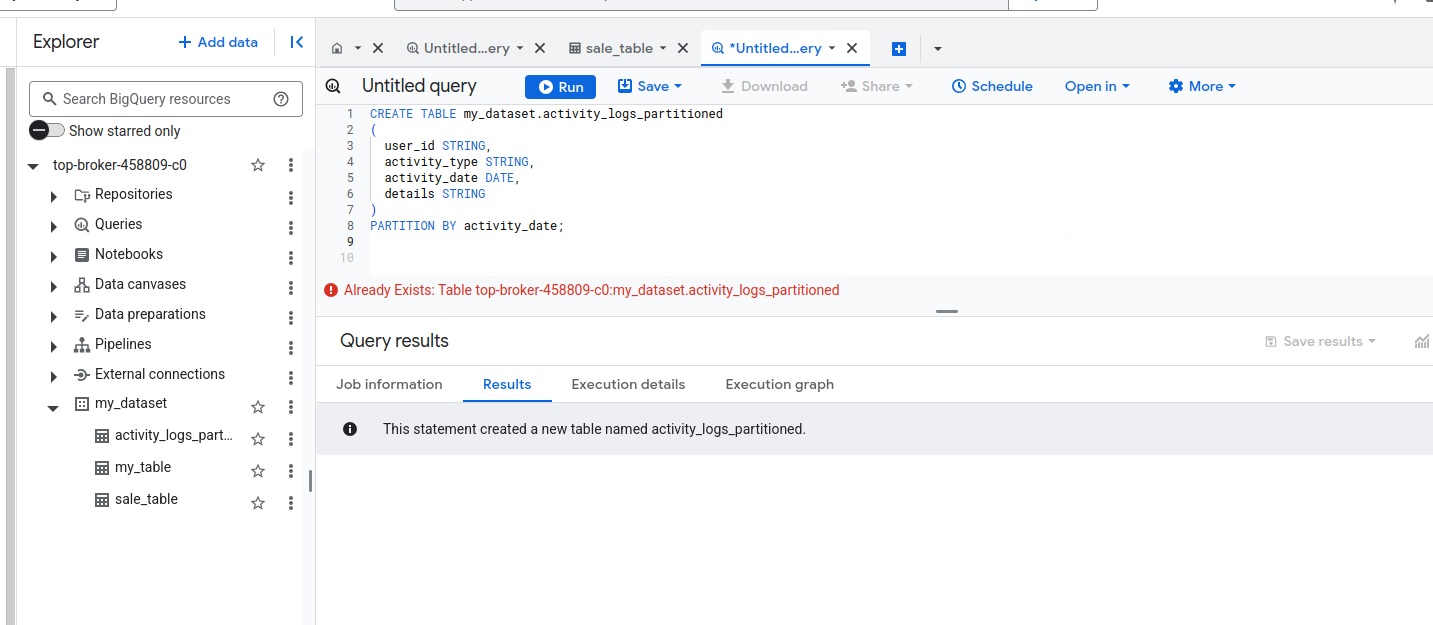 Explorer
Add data
Search BigQuery resources
Show starred only
top-broker-458809-c0
Repositories
Queries
Notebooks
Data canvases
Data preparations
Pipelines
External connections
my_dataset
activity_logs_part...
my_table
sale_table
Untitled...ery
sale_table
*Untitled...ery
Untitled query
Run
Save
Download
Share
Schedule
Open in
More
1 CREATE TABLE my_dataset.activity_logs_partitioned
2 (
3 user_id STRING,
4 activity_type STRING,
5 activity_date DATE,
6 details STRING
7 )
8 PARTITION BY activity_date;
9
10
Already Exists: Table top-broker-458809-c0:my_dataset.activity_logs_partitioned
Query results
Save results
Job information
Results
Execution details
Execution graph
This statement created a new table named activity_logs_partitioned.